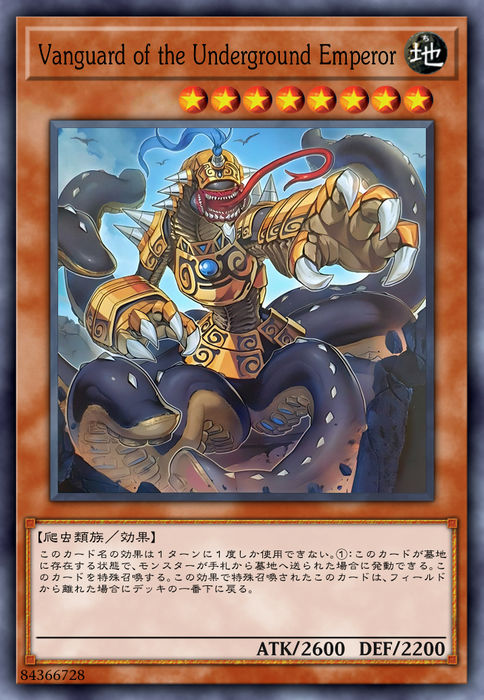 Vanguard of the Underground Emperor
ち
地
【爬虫類族／効果】
このカード名の効果は１ターンに１度しか使用できない。①：このカードが墓地
に存在する状態で、モンスターが手札から墓地へ送られた場合に発動できる。こ
のカードを特殊召喚する。この効果で特殊召喚されたこのカードは、フィールド
から離れた場合にデッキの一番下に戻る。
ATK/2600 DEF/2200
84366728